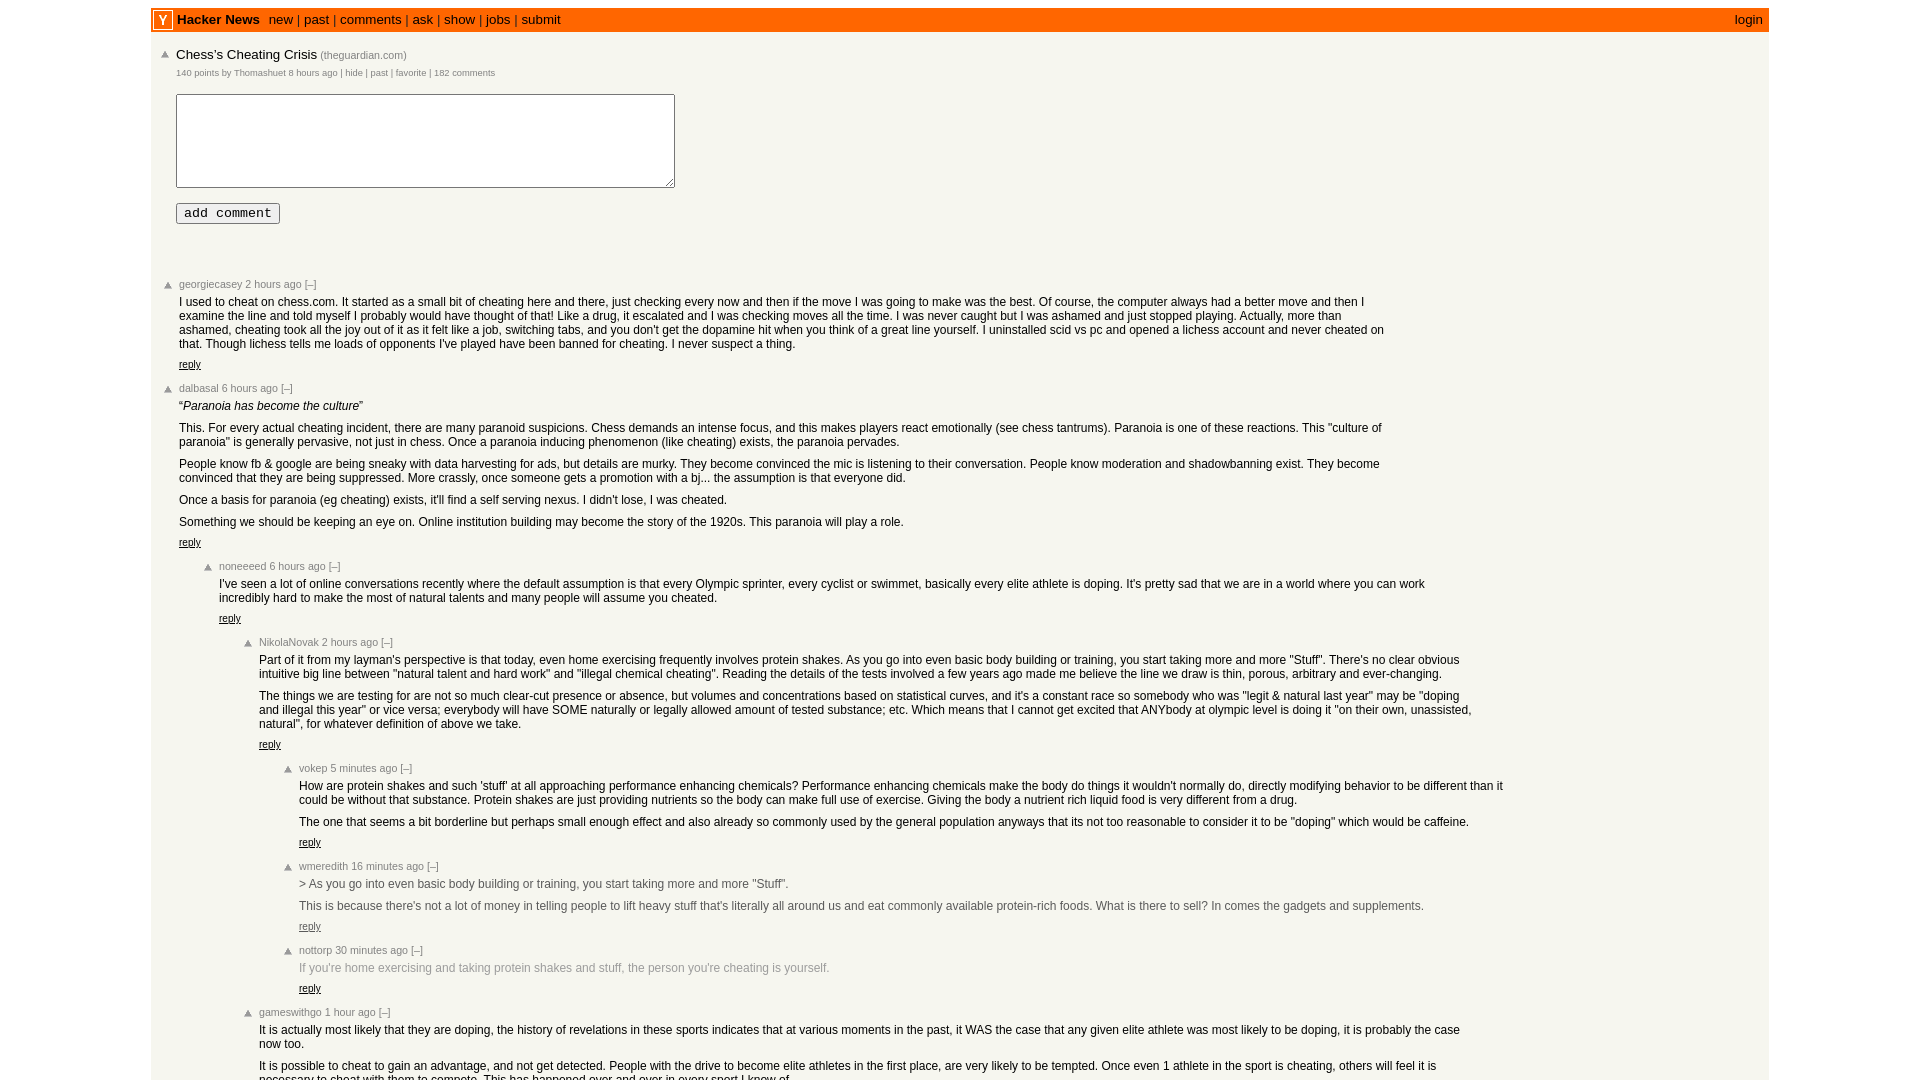 Y Hacker News new | past | comments | ask | show | jobs | submit login
Chess’s Cheating Crisis (theguardian.com)
140 points by Thomashuet 8 hours ago | hide | past | favorite | 182 comments
add comment
georgiecasey 2 hours ago [–]
I used to cheat on chess.com. It started as a small bit of cheating here and there, just checking every now and then if the move I was going to make was the best. Of course, the computer always had a better move and then I
examine the line and told myself I probably would have thought of that! Like a drug, it escalated and I was checking moves all the time. I was never caught but I was ashamed and just stopped playing. Actually, more than
ashamed, cheating took all the joy out of it as it felt like a job, switching tabs, and you don't get the dopamine hit when you think of a great line yourself. I uninstalled scid vs pc and opened a lichess account and never cheated on
that. Though lichess tells me loads of opponents I've played have been banned for cheating. I never suspect a thing.
reply
dalbasal 6 hours ago [–]
“Paranoia has become the culture”
This. For every actual cheating incident, there are many paranoid suspicions. Chess demands an intense focus, and this makes players react emotionally (see chess tantrums). Paranoia is one of these reactions. This "culture of
paranoia" is generally pervasive, not just in chess. Once a paranoia inducing phenomenon (like cheating) exists, the paranoia pervades.
People know fb & google are being sneaky with data harvesting for ads, but details are murky. They become convinced the mic is listening to their conversation. People know moderation and shadowbanning exist. They become
convinced that they are being suppressed. More crassly, once someone gets a promotion with a bj... the assumption is that everyone did.
Once a basis for paranoia (eg cheating) exists, it'll find a self serving nexus. I didn't lose, I was cheated.
Something we should be keeping an eye on. Online institution building may become the story of the 1920s. This paranoia will play a role.
reply
noneeeed 6 hours ago [–]
I've seen a lot of online conversations recently where the default assumption is that every Olympic sprinter, every cyclist or swimmet, basically every elite athlete is doping. It's pretty sad that we are in a world where you can work
incredibly hard to make the most of natural talents and many people will assume you cheated.
reply
NikolaNovak 2 hours ago [–]
Part of it from my layman's perspective is that today, even home exercising frequently involves protein shakes. As you go into even basic body building or training, you start taking more and more "Stuff". There's no clear obvious
intuitive big line between "natural talent and hard work" and "illegal chemical cheating". Reading the details of the tests involved a few years ago made me believe the line we draw is thin, porous, arbitrary and ever-changing.
The things we are testing for are not so much clear-cut presence or absence, but volumes and concentrations based on statistical curves, and it's a constant race so somebody who was "legit & natural last year" may be "doping
and illegal this year" or vice versa; everybody will have SOME naturally or legally allowed amount of tested substance; etc. Which means that I cannot get excited that ANYbody at olympic level is doing it "on their own, unassisted,
natural", for whatever definition of above we take.
reply
vokep 5 minutes ago [–]
How are protein shakes and such 'stuff' at all approaching performance enhancing chemicals? Performance enhancing chemicals make the body do things it wouldn't normally do, directly modifying behavior to be different than it
could be without that substance. Protein shakes are just providing nutrients so the body can make full use of exercise. Giving the body a nutrient rich liquid food is very different from a drug.
The one that seems a bit borderline but perhaps small enough effect and also already so commonly used by the general population anyways that its not too reasonable to consider it to be "doping" which would be caffeine.
reply
wmeredith 16 minutes ago [–]
> As you go into even basic body building or training, you start taking more and more "Stuff".
This is because there's not a lot of money in telling people to lift heavy stuff that's literally all around us and eat commonly available protein-rich foods. What is there to sell? In comes the gadgets and supplements.
reply
nottorp 30 minutes ago [–]
If you're home exercising and taking protein shakes and stuff, the person you're cheating is yourself.
reply
gameswithgo 1 hour ago [–]
It is actually most likely that they are doping, the history of revelations in these sports indicates that at various moments in the past, it WAS the case that any given elite athlete was most likely to be doping, it is probably the case
now too.
It is possible to cheat to gain an advantage, and not get detected. People with the drive to become elite athletes in the first place, are very likely to be tempted. Once even 1 athlete in the sport is cheating, others will feel it is
necessary to cheat with them to compete. This has happened over and over in every sport I know of.